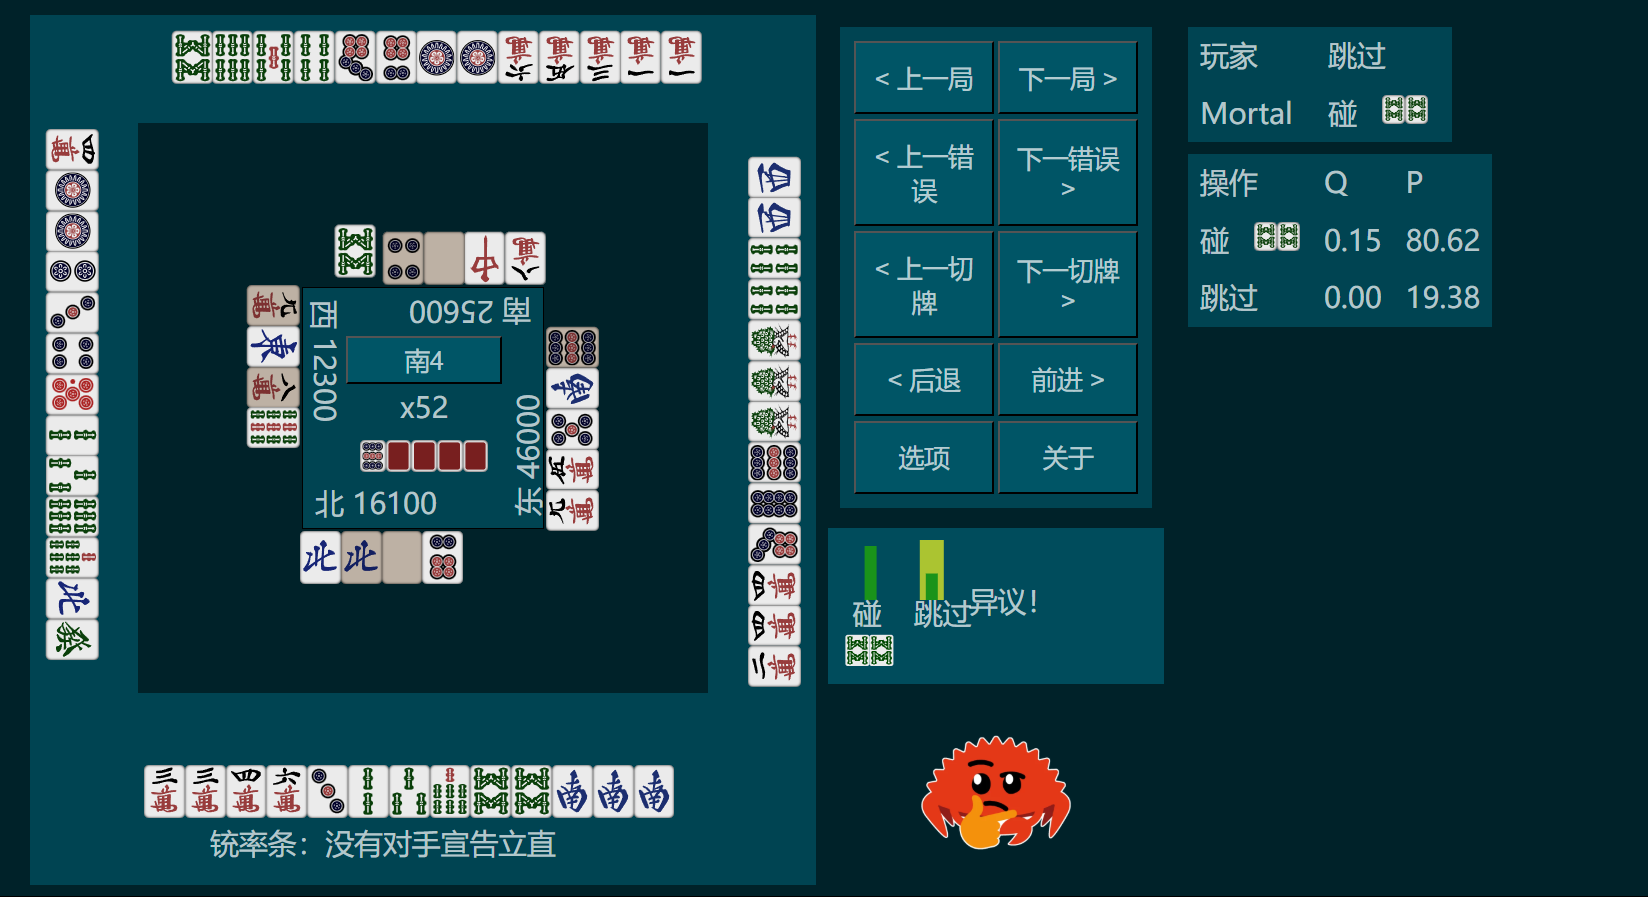 南 25600
西 12300
南4
x52
东 46000
北 16100
铳率条：没有对手宣告立直
< 上一局
下一局 >
< 上一错
误
下一错误
>
< 上一切
牌
下一切牌
>
< 后退
前进 >
选项
关于
玩家 跳过
Mortal 碰
操作 Q P
碰 0.15 80.62
跳过 0.00 19.38
碰
跳过
异议！